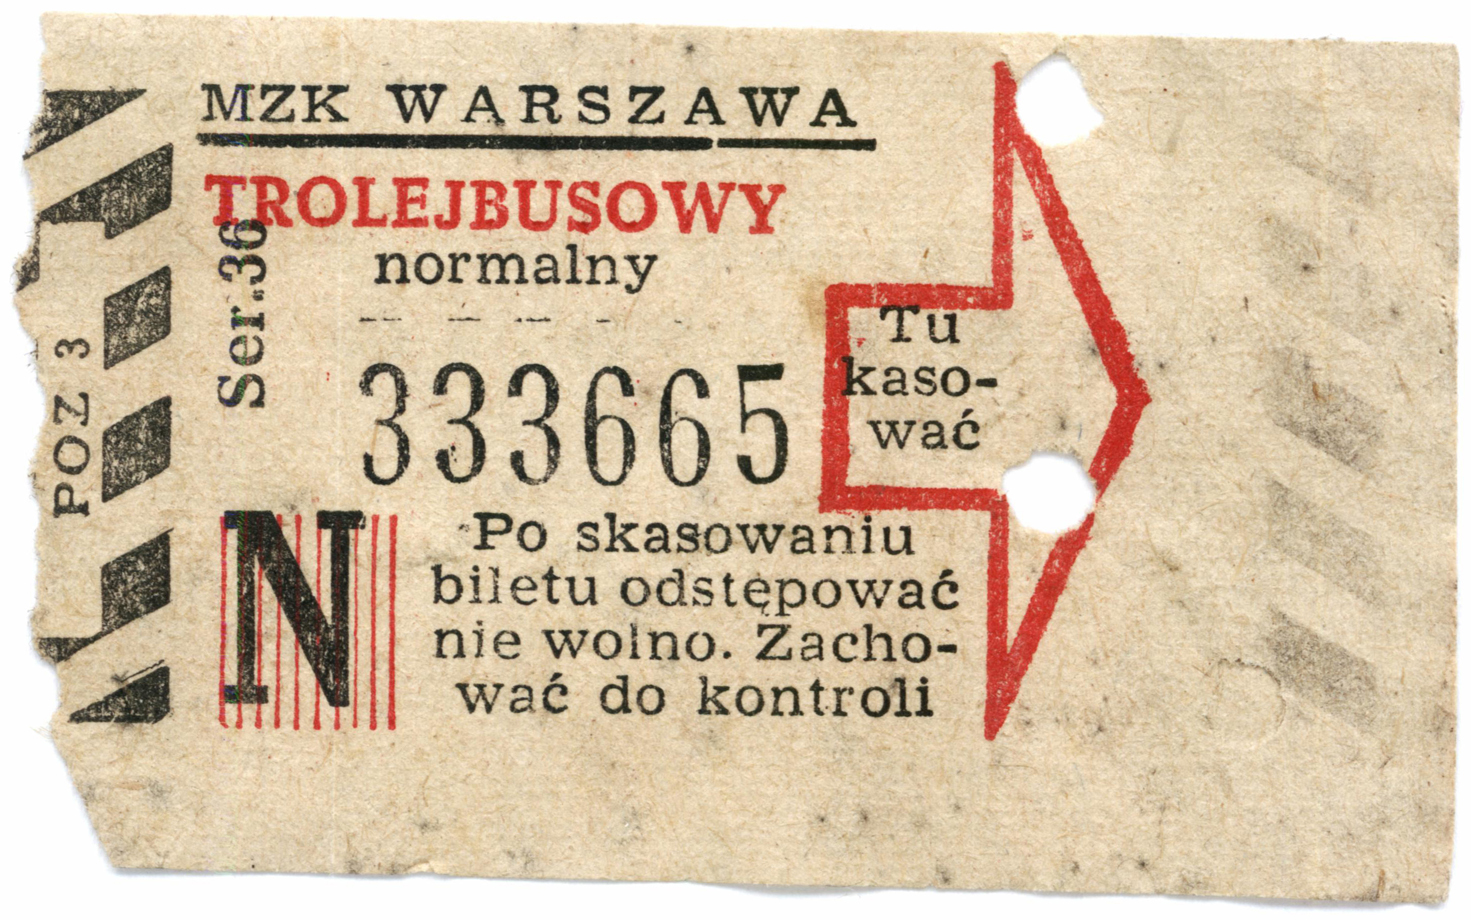 MZK WARSZAWA
TROLEJBUSOWY
normalny
Ser.36
333665
POZ 3
Tu
kaso-
wać
N
Po skasowaniu
biletu odstępować
nie wolno. Zacho-
wać do kontroli